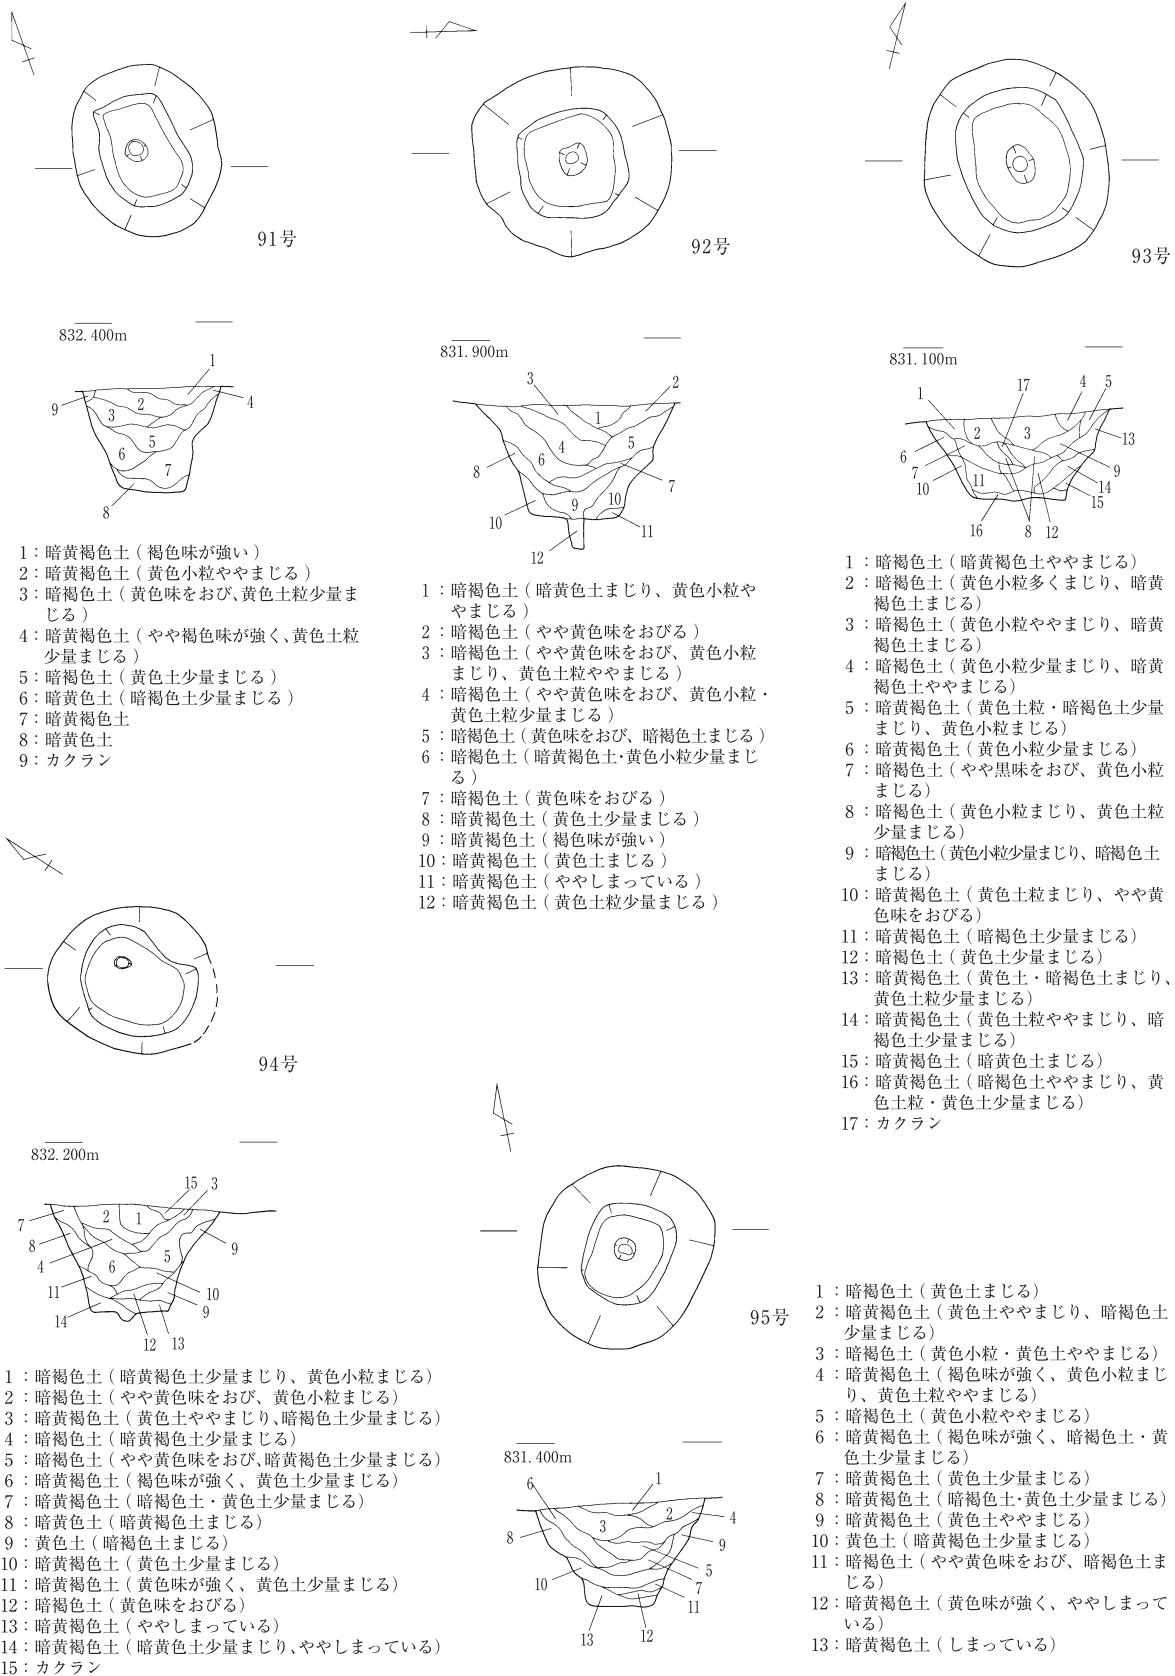 91号
92号
93号
832.400m
1
2
3
4
5
6
7
8
9
1：暗黄褐色土（褐色味が強い）
2：暗黄褐色土（黄色小粒ややまじる）
3：暗褐色土（黄色味をおび､黄色土粒少量ま
じる）
4：暗黄褐色土（やや褐色味が強く､黄色土粒
少量まじる）
5：暗褐色土（黄色土少量まじる）
6：暗黄色土（暗褐色土少量まじる）
7：暗黄褐色土
8：暗黄色土
9：カクラン
831.900m
3
2
1
4
5
6
8
7
9
10
10
11
12
1：暗褐色土（暗黄色土まじり、黄色小粒や
やまじる）
2：暗褐色土（やや黄色味をおびる）
3：暗褐色土（やや黄色味をおび、黄色小粒
まじり、黄色土粒ややまじる）
4：暗褐色土（やや黄色味をおび、黄色小粒・
黄色土粒少量まじる）
5：暗褐色土（黄色味をおび、暗褐色土まじる）
6：暗褐色土（暗黄褐色土･黄色小粒少量まじ
る）
7：暗褐色土（黄色味をおびる）
8：暗黄褐色土（黄色土少量まじる）
9：暗黄褐色土（褐色味が強い）
10：暗黄褐色土（黄色土まじる）
11：暗黄褐色土（ややしまっている）
12：暗黄褐色土（黄色土粒少量まじる）
831.100m
1
17
4
5
2
3
13
6
7
9
10
11
14
15
16
8
12
1：暗褐色土（暗黄褐色土ややまじる）
2：暗褐色土（黄色小粒多くまじり、暗黄
褐色土まじる）
3：暗褐色土（黄色小粒ややまじり、暗黄
褐色土まじる）
4：暗褐色土（黄色小粒少量まじり、暗黄
褐色土ややまじる）
5：暗黄褐色土（黄色土粒・暗褐色土少量
まじり、黄色小粒まじる）
6：暗黄褐色土（黄色小粒少量まじる）
7：暗褐色土（やや黒味をおび、黄色小粒
まじる）
8：暗褐色土（黄色小粒まじり、黄色土粒
少量まじる）
9：暗褐色土（黄色小粒少量まじり、暗褐色土
まじる）
10：暗黄褐色土（黄色土粒まじり、やや黄
色味をおびる）
11：暗黄褐色土（暗褐色土少量まじる）
12：暗褐色土（黄色土少量まじる）
13：暗黄褐色土（黄色土・暗褐色土まじり、
黄色土粒少量まじる）
14：暗黄褐色土（黄色土粒ややまじり、暗
褐色土少量まじる）
15：暗黄褐色土（暗黄色土まじる）
16：暗黄褐色土（暗褐色土ややまじり、黄
色土粒・黄色土少量まじる）
17：カクラン
94号
832.200m
15
3
7
2
1
8
9
4
6
5
11
10
9
14
12
13
1：暗褐色土（暗黄褐色土少量まじり、黄色小粒まじる）
2：暗褐色土（やや黄色味をおび、黄色小粒まじる）
3：暗黄褐色土（黄色土ややまじり､暗褐色土少量まじる）
4：暗褐色土（暗黄褐色土少量まじる）
5：暗褐色土（やや黄色味をおび､暗黄褐色土少量まじる）
6：暗黄褐色土（褐色味が強く、黄色土少量まじる）
7：暗黄褐色土（暗褐色土・黄色土少量まじる）
8：暗黄色土（暗黄褐色土まじる）
9：黄色土（暗褐色土まじる）
10：暗黄褐色土（黄色土少量まじる）
11：暗黄褐色土（黄色味が強く、黄色土少量まじる）
12：暗褐色土（黄色味をおびる）
13：暗黄褐色土（ややしまっている）
14：暗黄褐色土（暗黄色土少量まじり､ややしまっている）
15：カクラン
95号
831.400m
6
1
2
4
3
8
9
5
10
7
11
13
12
1：暗褐色土（黄色土まじる）
2：暗黄褐色土（黄色土ややまじり、暗褐色土
少量まじる）
3：暗褐色土（黄色小粒・黄色土ややまじる）
4：暗黄褐色土（褐色味が強く、黄色小粒まじ
り、黄色土粒ややまじる）
5：暗褐色土（黄色小粒ややまじる）
6：暗黄褐色土（褐色味が強く、暗褐色土・黄
色土少量まじる）
7：暗黄褐色土（黄色土少量まじる）
8：暗黄褐色土（暗褐色土･黄色土少量まじる）
9：暗黄褐色土（黄色土ややまじる）
10：黄色土（暗黄褐色土少量まじる）
11：暗褐色土（やや黄色味をおび、暗褐色土ま
じる）
12：暗黄褐色土（黄色味が強く、ややしまって
いる）
13：暗黄褐色土（しまっている）